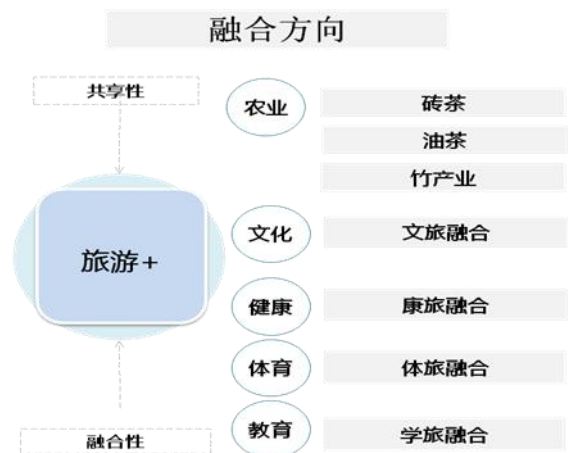 融合方向
共享性
旅游+
融合性
农业
砖茶
油茶
竹产业
文化
文旅融合
健康
康旅融合
体育
体旅融合
教育
学旅融合